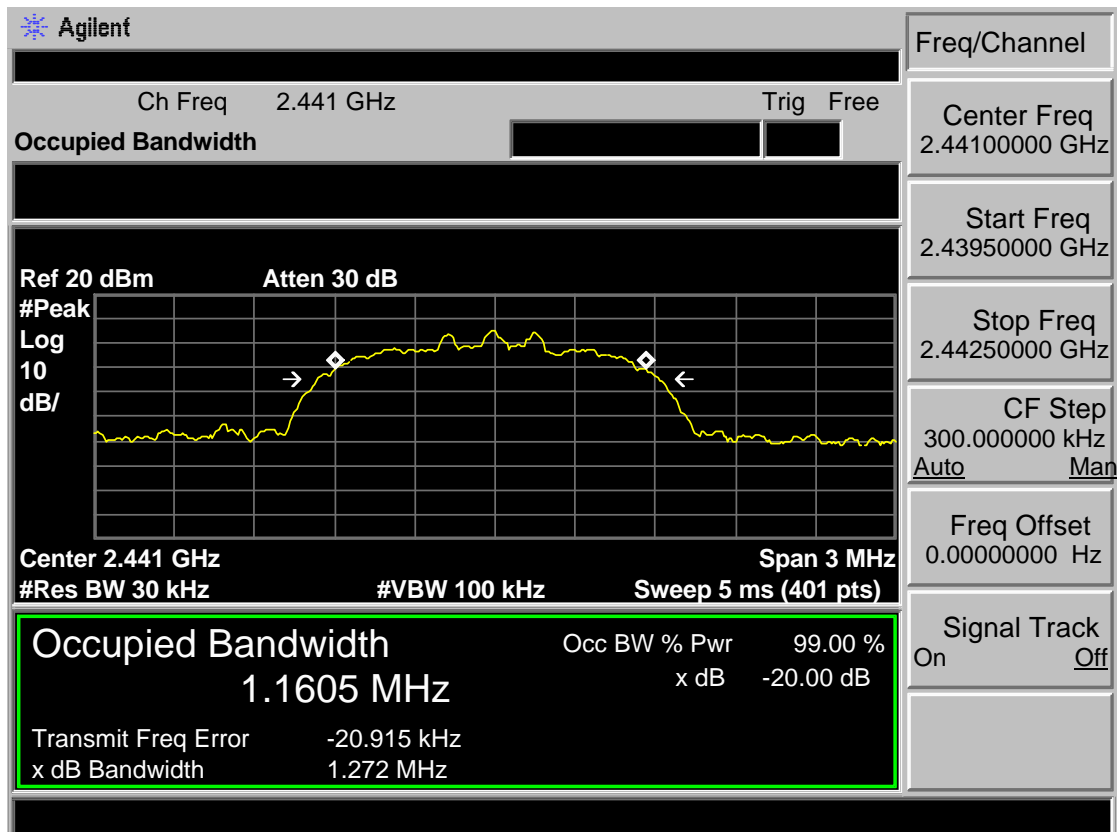 Agilent
Freq/Channel
Ch Freq 2.441 GHz Trig Free
Occupied Bandwidth
Center Freq
2.44100000 GHz
Start Freq
2.43950000 GHz
Stop Freq
2.44250000 GHz
CF Step
300.000000 kHz
Auto Man
Freq Offset
0.00000000 Hz
Signal Track
On Off
Ref 20 dBm Atten 30 dB
#Peak
Log
10
dB/
Center 2.441 GHz Span 3 MHz
#Res BW 30 kHz #VBW 100 kHz Sweep 5 ms (401 pts)
Occupied Bandwidth Occ BW % Pwr 99.00 %
1.1605 MHz x dB -20.00 dB
Transmit Freq Error -20.915 kHz
x dB Bandwidth 1.272 MHz